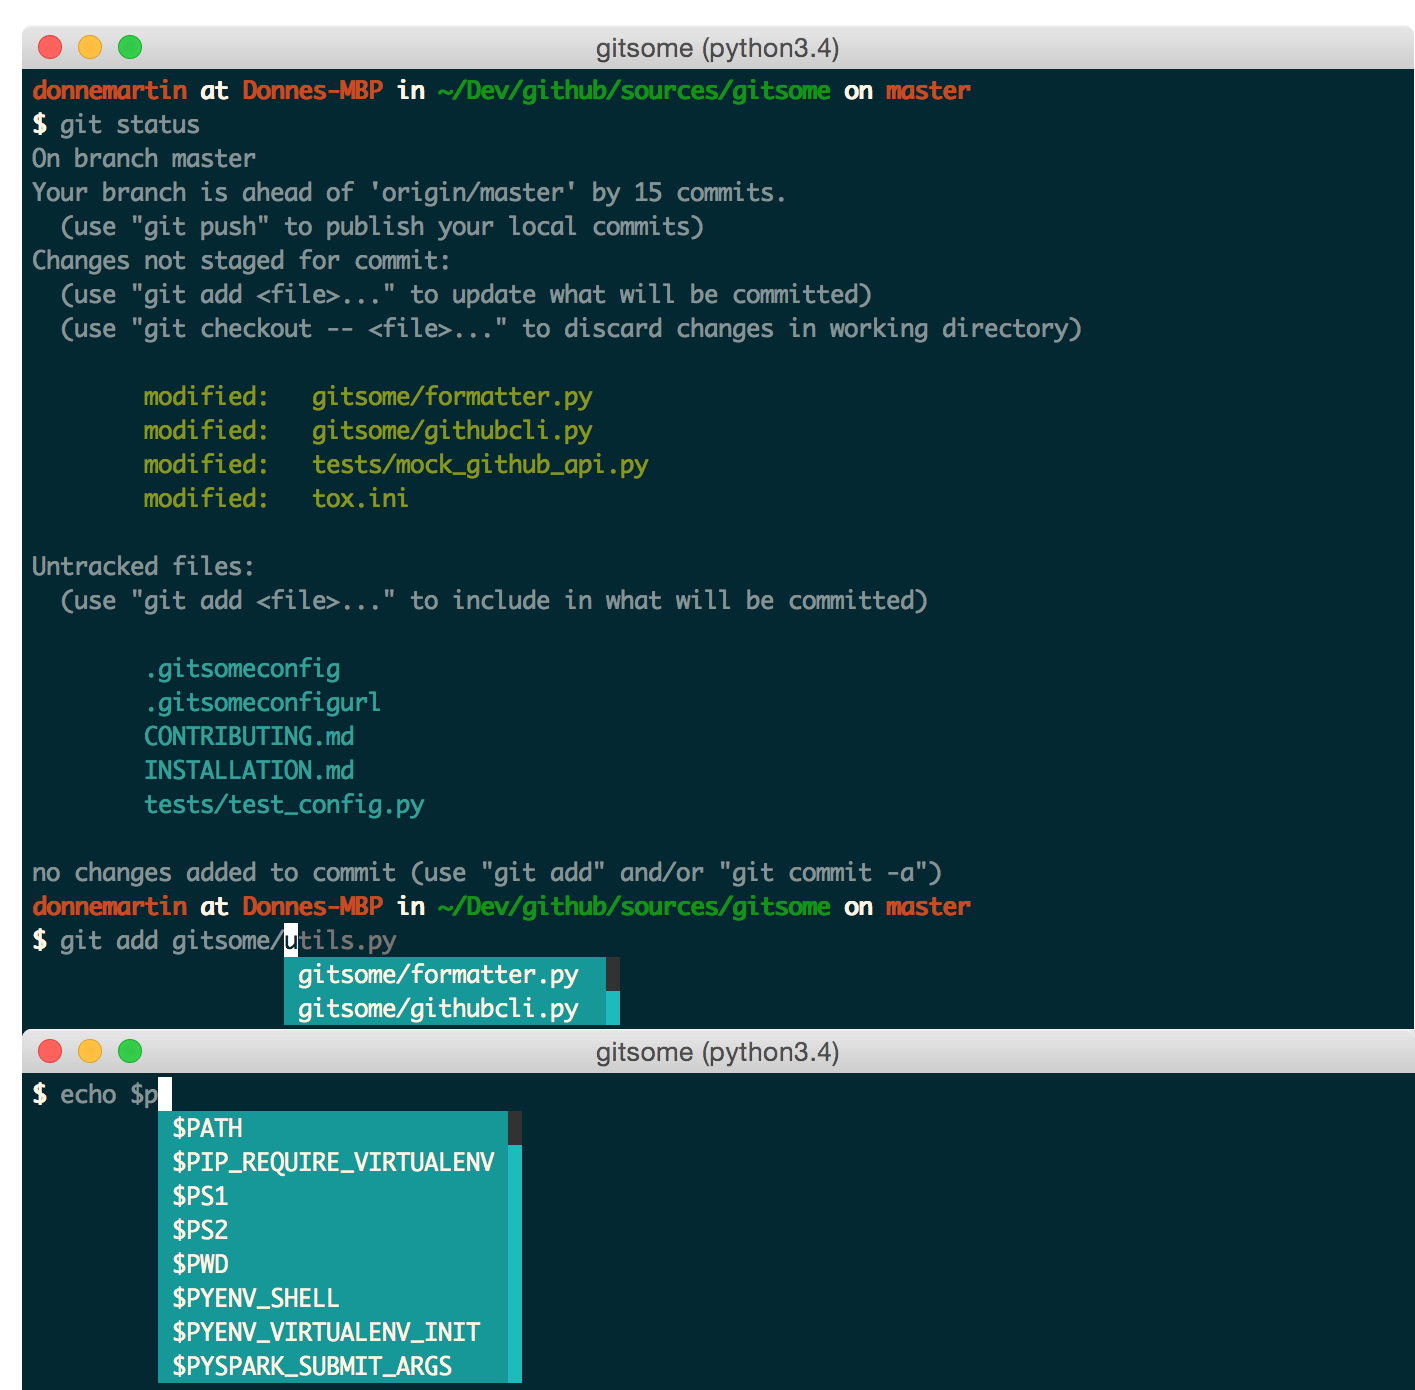 gitsome (python3.4)
donnemartin at Donnes-MBP in ~/Dev/github/sources/gitsome on master
$ git status
On branch master
Your branch is ahead of 'origin/master' by 15 commits.
  (use "git push" to publish your local commits)
Changes not staged for commit:
  (use "git add <file>..." to update what will be committed)
  (use "git checkout -- <file>..." to discard changes in working directory)
        modified:   gitsome/formatter.py
        modified:   gitsome/githubcli.py
        modified:   tests/mock_github_api.py
        modified:   tox.ini
Untracked files:
  (use "git add <file>..." to include in what will be committed)
        .gitsomeconfig
        .gitsomeconfigurl
        CONTRIBUTING.md
        INSTALLATION.md
        tests/test_config.py
no changes added to commit (use "git add" and/or "git commit -a")
donnemartin at Donnes-MBP in ~/Dev/github/sources/gitsome on master
$ git add gitsome/utils.py
gitsome/formatter.py
gitsome/githubcli.py
gitsome (python3.4)
$ echo $p
$PATH
$PIP_REQUIRE_VIRTUALENV
$PS1
$PS2
$PWD
$PYENV_SHELL
$PYENV_VIRTUALENV_INIT
$PYSPARK_SUBMIT_ARGS